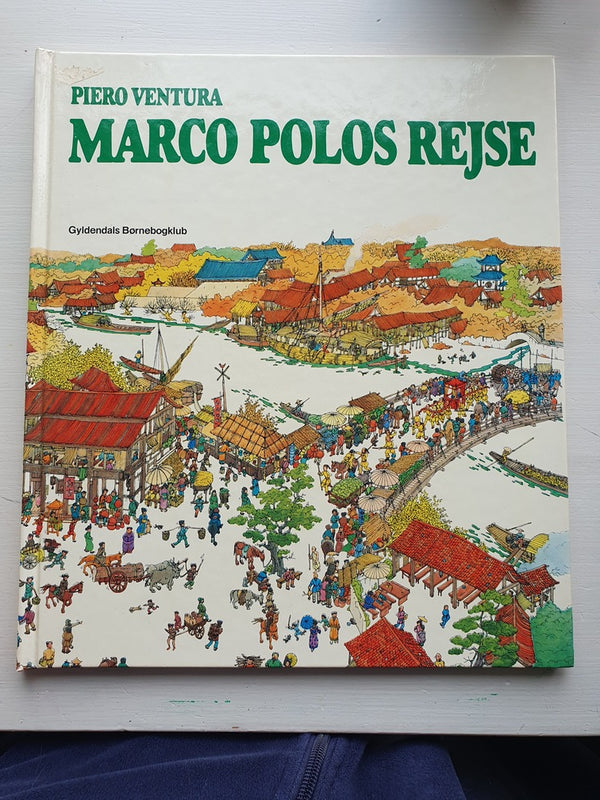 PIERO VENTURA
MARCO POLOS REJSE
Gyldendals Børnebogklub